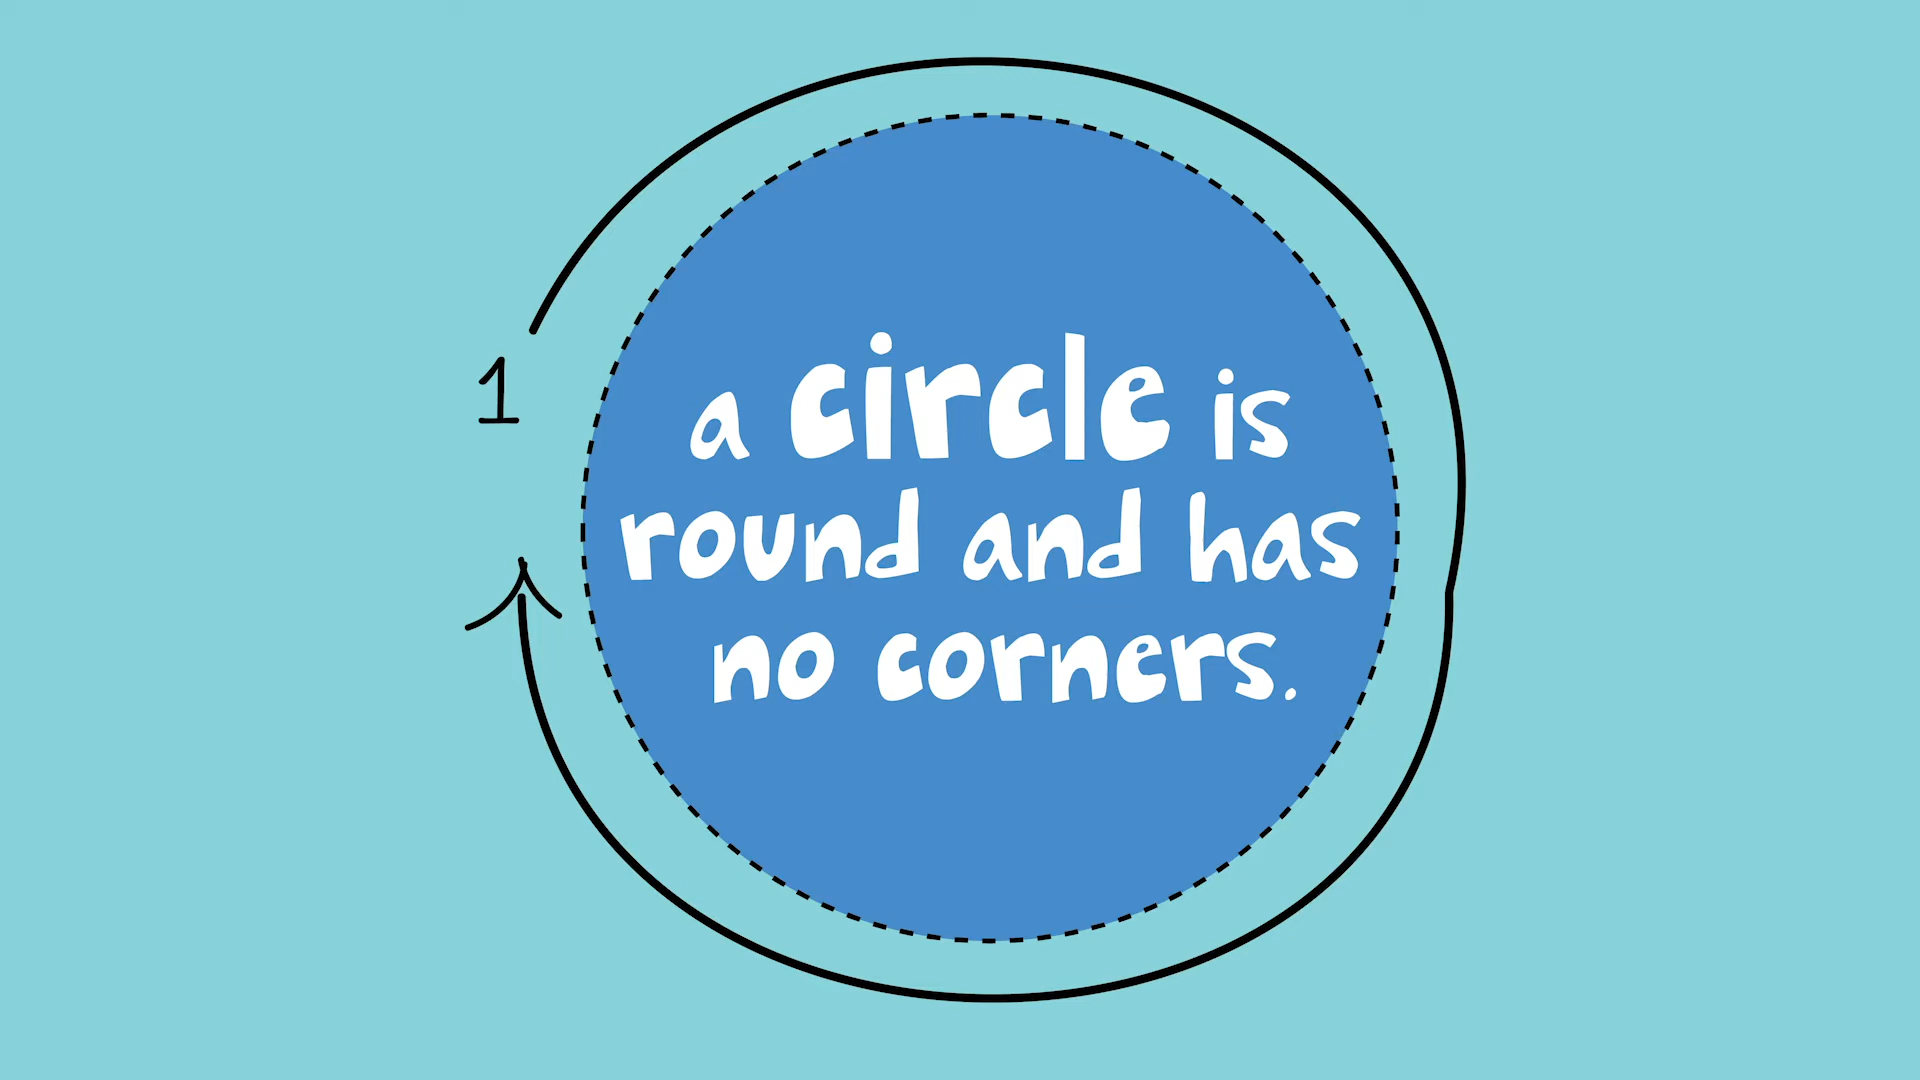 1
a circle is
round and has
no corners.